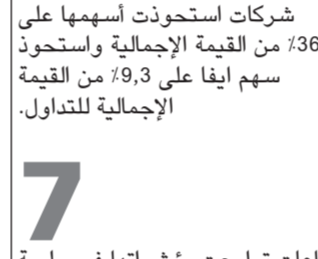 شركات استحوذت أسهمها على
36٪ من القيمة الإجمالية واستحوذ
سهم ايفا على 9,3٪ من القيمة
الإجمالية للتداول.
7